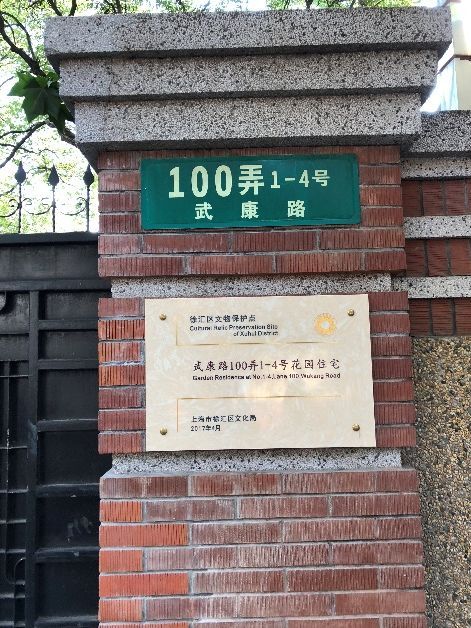 100弄 1-4号
武康路
徐汇区文物保护点
Cultural Relic Preservation Site
of Xuhui District
武康路100弄1-4号花园住宅
Garden Residence at No.1-4,Lane 100,Wukang Road
上海市徐汇区文化局
2017年4月